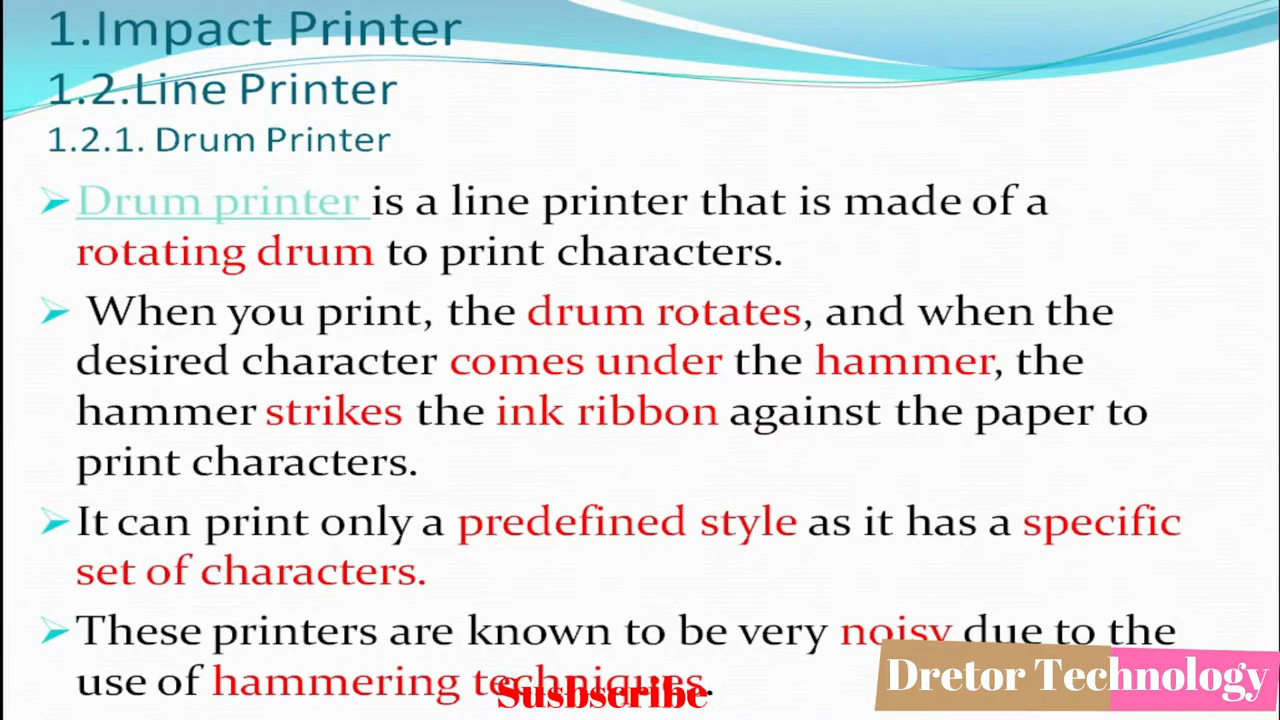 1.Impact Printer
1.2.Line Printer
1.2.1. Drum Printer
➢Drum printer is a line printer that is made of a
rotating drum to print characters.
➢ When you print, the drum rotates, and when the
desired character comes under the hammer, the
hammer strikes the ink ribbon against the paper to
print characters.
➢It can print only a predefined style as it has a specific
set of characters.
➢These printers are known to be very noisy due to the
use of hammering techniques.
Susbscribe
Dretor Technology